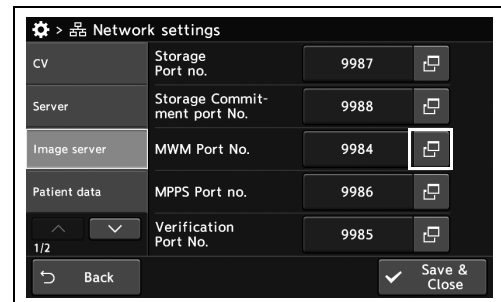 > Network settings
CV
Storage
Port no.
9987
Server
Storage Commit-
ment port No.
9988
Image server
MWM Port No.
9984
Patient data
MPPS Port no.
9986
1/2
Verification
Port No.
9985
Back
Save &
Close